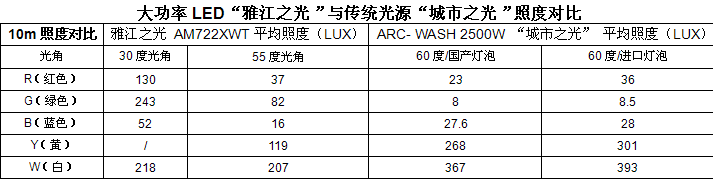 大功率 LED “雅江之光 ”与传统光源 “城市之光 ”照度对比
10m 照度对比 雅江之光 AM722XWT 平均照度（LUX） ARC- WASH 2500W “城市之光” 平均照度（LUX）
光角 30 度光角 55 度光角 60 度/国产灯泡 60 度/进口灯泡
R（红色） 130 37 23 36
G（绿色） 243 82 8 8.5
B（蓝色） 52 16 27.6 28
Y（黄） / 119 268 301
W（白） 218 207 367 393